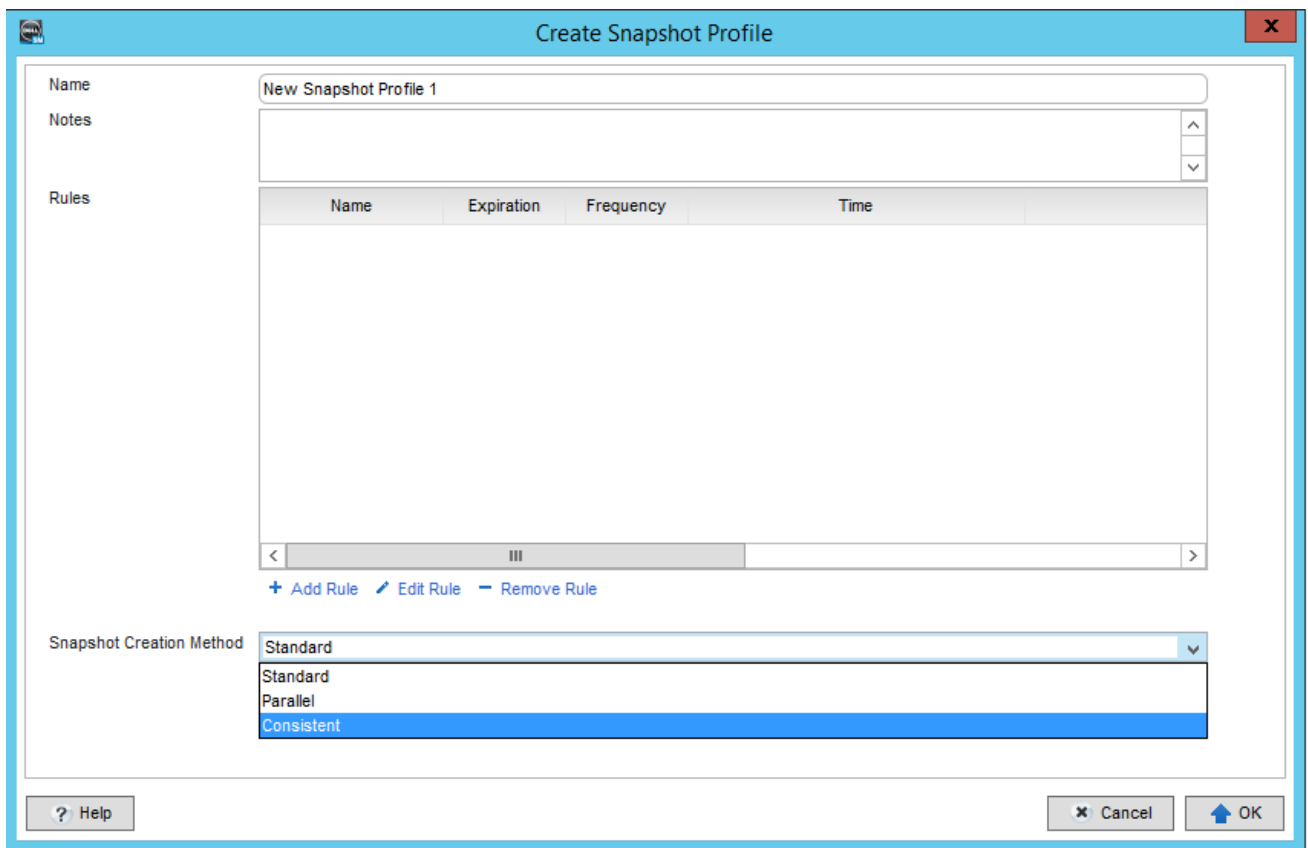 Create Snapshot Profile
x
Name
New Snapshot Profile 1
Notes
Rules
Name Expiration Frequency Time
+ Add Rule Edit Rule − Remove Rule
Snapshot Creation Method
Standard
Standard
Parallel
Consistent
? Help
Cancel
OK